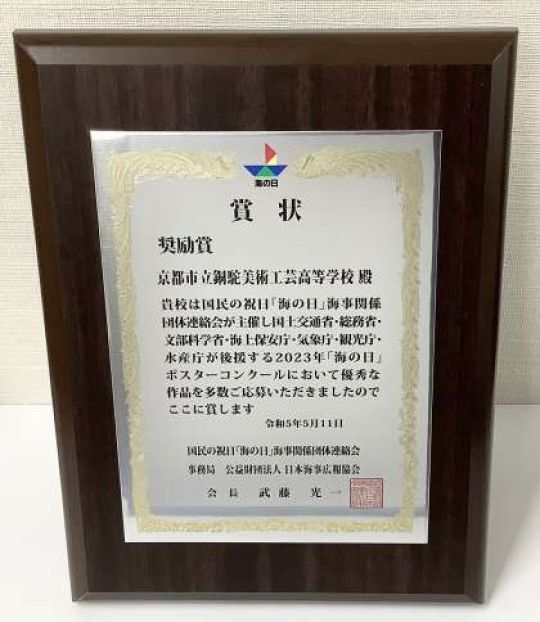 海の日
賞状
奨励賞
京都市立銅駝美術工芸高等学校 殿
貴校は国民の祝日「海の日」海事関係
団体連絡会が主催し国土交通省・総務省・
文部科学省・海上保安庁・気象庁・観光庁・
水産庁が後援する2023年「海の日」
ポスターコンクールにおいて優秀な
作品を多数ご応募いただきましたので
ここに賞します
令和5年5月11日
国民の祝日「海の日」海事関係団体連絡会
事務局 公益財団法人 日本海事広報協会
会長 武藤光一